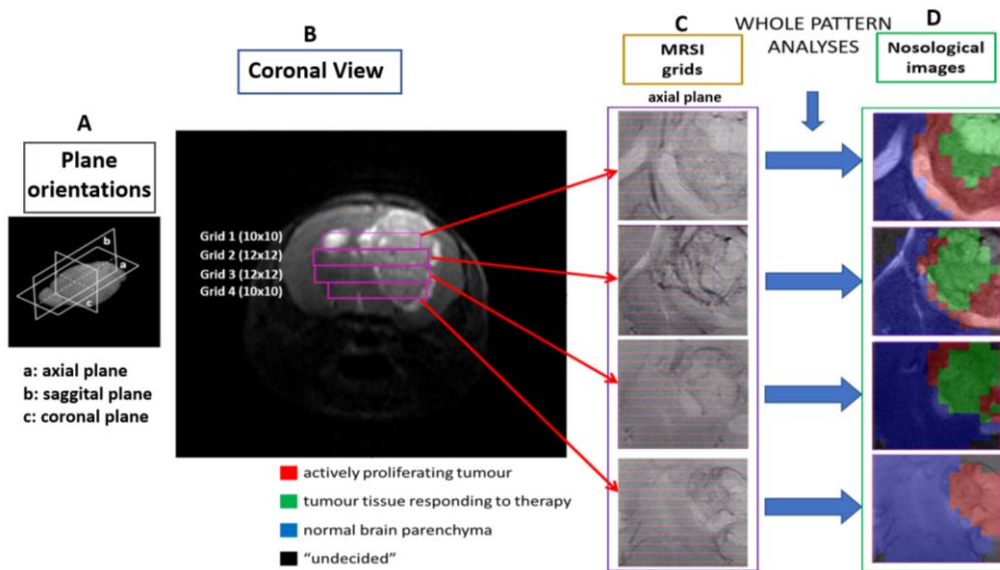 A
Plane
orientations
b
a
c
a: axial plane
b: saggital plane
c: coronal plane
B
Coronal View
Grid 1 (10x10)
Grid 2 (12x12)
Grid 3 (12x12)
Grid 4 (10x10)
actively proliferating tumour
tumour tissue responding to therapy
normal brain parenchyma
"undecided"
C
MRSI
grids
axial plane
WHOLE PATTERN
ANALYSES
D
Nosological
images